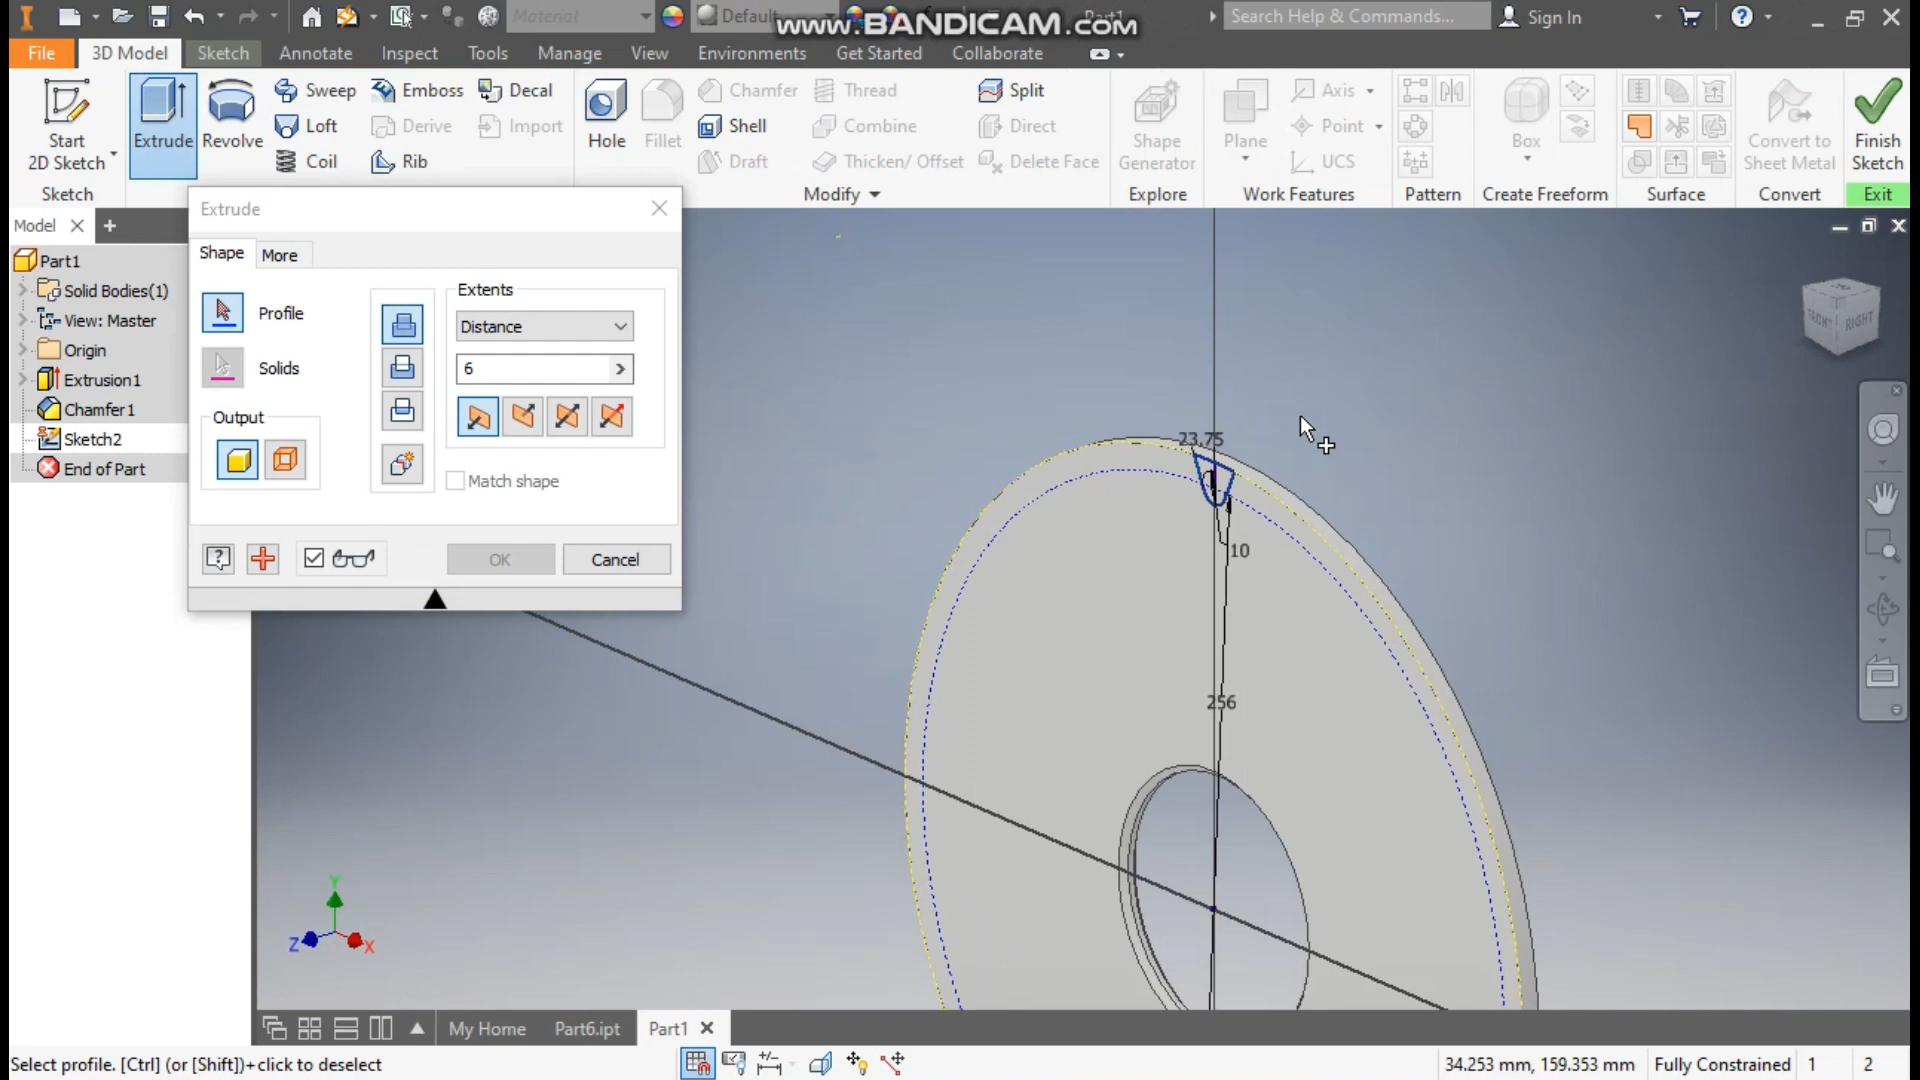 Material
Default
www.BANDICAM.com
Part1
Search Help & Commands...
Sign In
File
3D Model
Sketch
Annotate
Inspect
Tools
Manage
View
Environments
Get Started
Collaborate
Start
2D Sketch
Sketch
Extrude
Revolve
Sweep
Loft
Coil
Emboss
Derive
Rib
Decal
Import
Hole
Fillet
Chamfer
Shell
Draft
Thread
Combine
Thicken/ Offset
Split
Direct
Delete Face
Modify
Shape
Generator
Explore
Plane
Axis
Point
UCS
Work Features
Pattern
Box
Create Freeform
Surface
Convert to
Sheet Metal
Convert
Finish
Sketch
Exit
Model
Part1
Solid Bodies(1)
View: Master
Origin
Extrusion1
Chamfer1
Sketch2
End of Part
Extrude
Shape
More
Profile
Solids
Output
Extents
Distance
6
Match shape
OK
Cancel
FRONT
RIGHT
23.75
10
256
Y
Z
X
My Home
Part6.ipt
Part1
Select profile. [Ctrl] (or [Shift])+click to deselect
34.253 mm, 159.353 mm
Fully Constrained
1
2